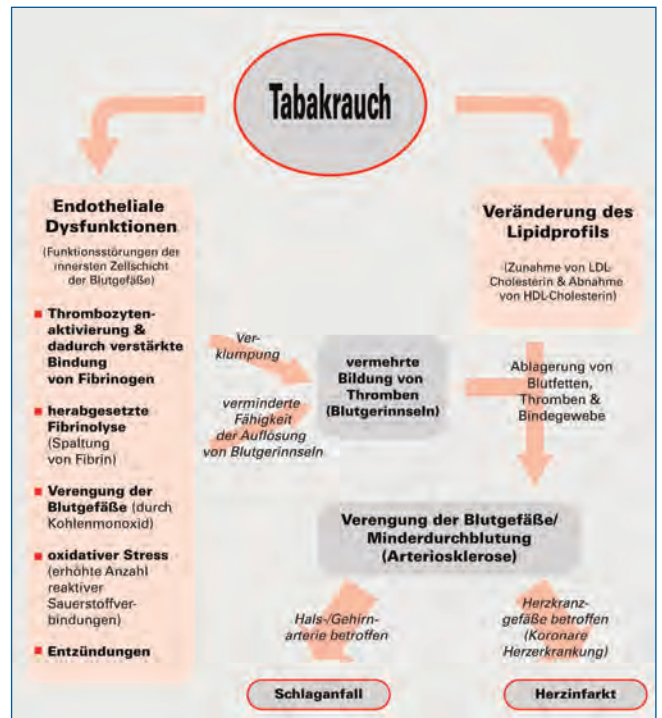 Tabakrauch
Endotheliale
Dysfunktionen
(Funktionsstörungen der
innersten Zellschicht
der Blutgefäße)
Thrombozyten-
aktivierung &
dadurch verstärkte
Bindung
von Fibrinogen
herabgesetzte
Fibrinolyse
(Spaltung
von Fibrin)
Verengung der
Blutgefäße (durch
Kohlenmonoxid)
oxidativer Stress
(erhöhte Anzahl
reaktiver
Sauerstoffver-
bindungen)
Entzündungen
Ver-
klumpung
verminderte
Fähigkeit
der Auflösung
von Blutgerinnseln
vermehrte
Bildung von
Thromben
(Blutgerinnseln)
Veränderung des
Lipidprofils
(Zunahme von LDL-
Cholesterin & Abnahme
von HDL-Cholesterin)
Ablagerung von
Blutfetten,
Thromben &
Bindegewebe
Verengung der Blutgefäße/
Minderdurchblutung
(Arteriosklerose)
Hals-/Gehirn-
arterie betroffen
Herzkranz-
gefäße betroffen
(Koronare
Herzerkrankung)
Schlaganfall
Herzinfarkt